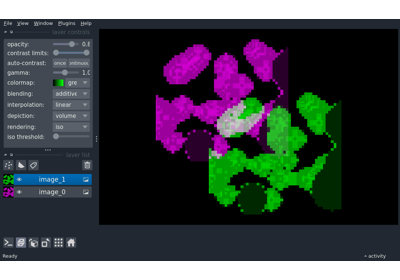 File View Window Plugins Help
layer controls
opacity: 0.8
contrast limits:
auto-contrast: once
gamma: 1.0
colormap: gre
blending: additive
interpolation: linear
depiction: volume
rendering: iso
iso threshold:
layer list
image_1
image_0
Ready
activity